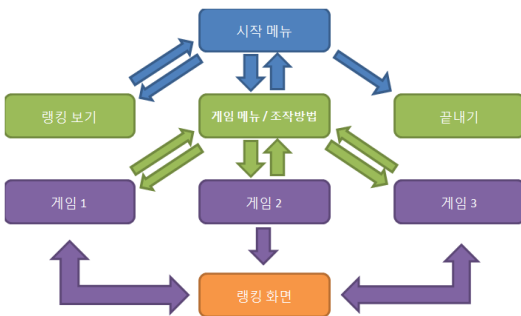 시작 메뉴
랭킹 보기
게임 메뉴 / 조작방법
끝내기
게임 1
게임 2
게임 3
랭킹 화면